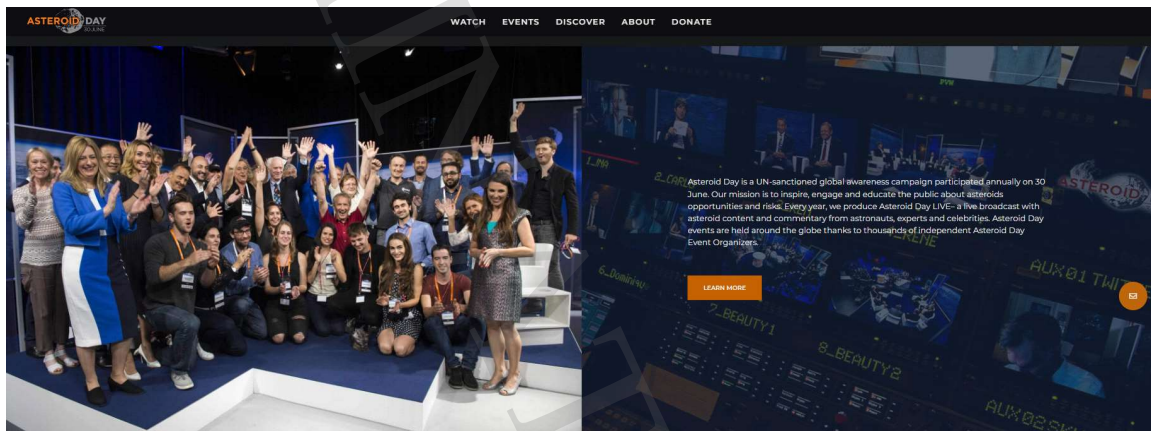 ASTEROID DAY
30 JUNE
WATCH EVENTS DISCOVER ABOUT DONATE
Asteroid Day is a UN-sanctioned global awareness campaign participated annually on 30
June. Our mission is to inspire, engage and educate the public about asteroids
opportunities and risks. Every year, we produce Asteroid Day LIVE– a live broadcast with
asteroid content and commentary from astronauts, experts and celebrities. Asteroid Day
events are held around the globe thanks to thousands of independent Asteroid Day
Event Organizers.
LEARN MORE
ASTEROID
AUX01 TWI
7_BEAUTY1
8_BEAUTY2